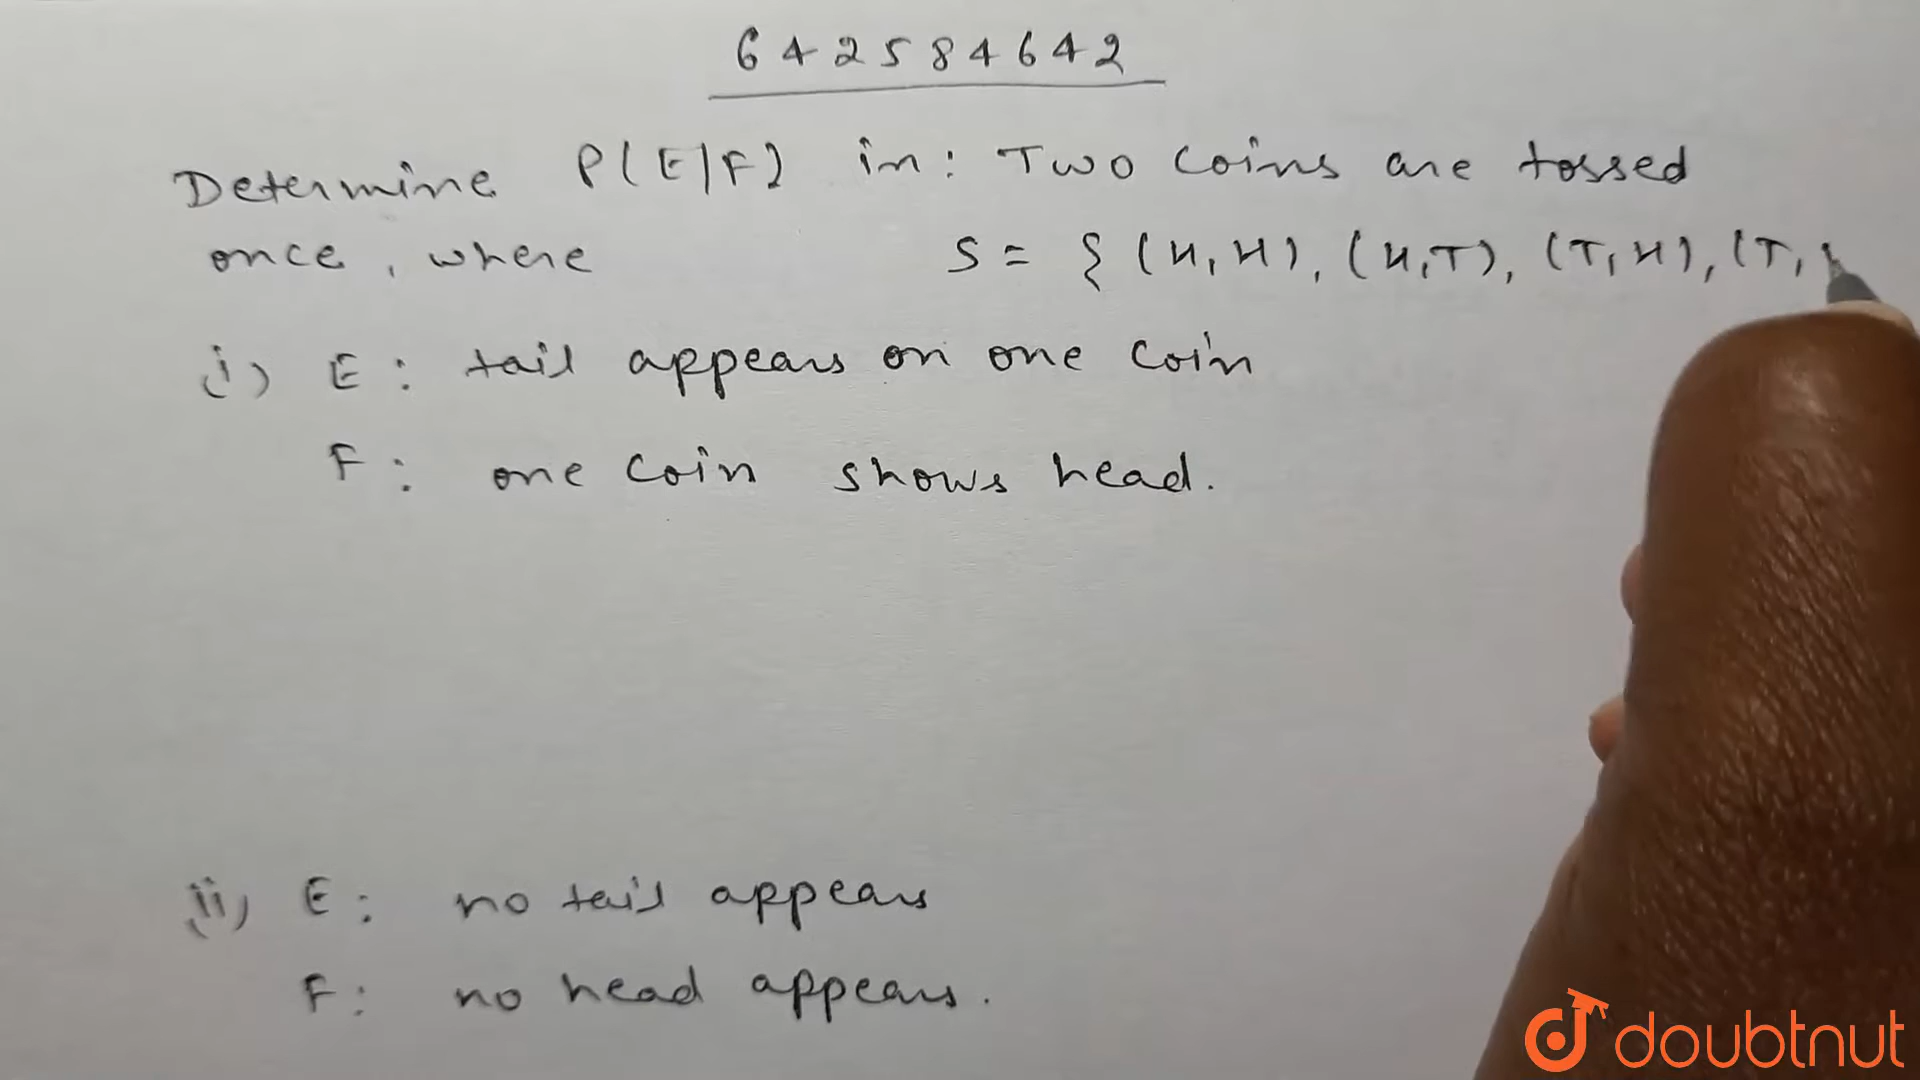 642584642
Determine P(E/F) in: Two coins are tossed
once, where S = { (H,H), (H,T), (T,H), (T,
(i) E: tail appears on one coin
F: one coin shows head.
(ii) E: no tail appears
F: no head appears.
doubtnut